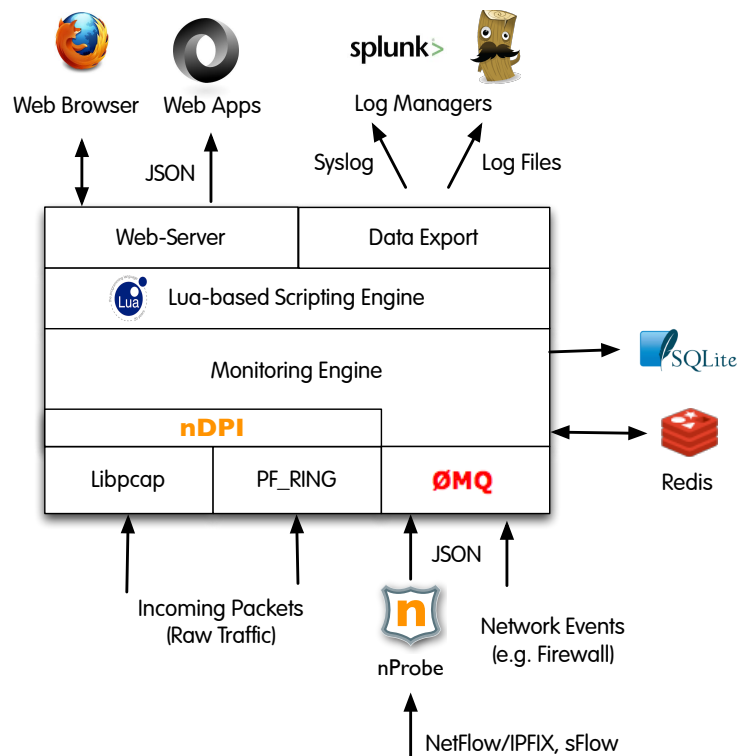 splunk>
Web Browser
Web Apps
Log Managers
JSON
Syslog
Log Files
Web-Server
Data Export
Lua
Lua-based Scripting Engine
Monitoring Engine
SQLite
nDPI
Libpcap
PF_RING
ØMQ
Redis
JSON
Incoming Packets
(Raw Traffic)
n
nProbe
Network Events
(e.g. Firewall)
NetFlow/IPFIX, sFlow